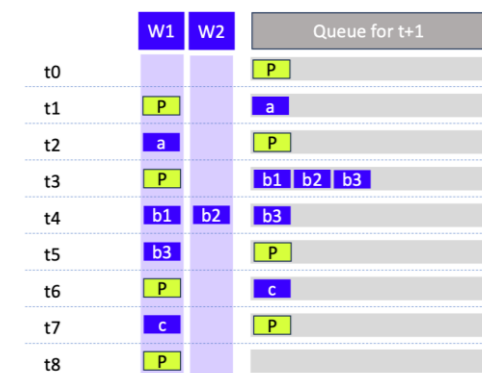 W1 W2 Queue for t+1
t0 P
t1 P a
t2 a P
t3 P b1 b2 b3
t4 b1 b2 b3
t5 b3 P
t6 P c
t7 c P
t8 P